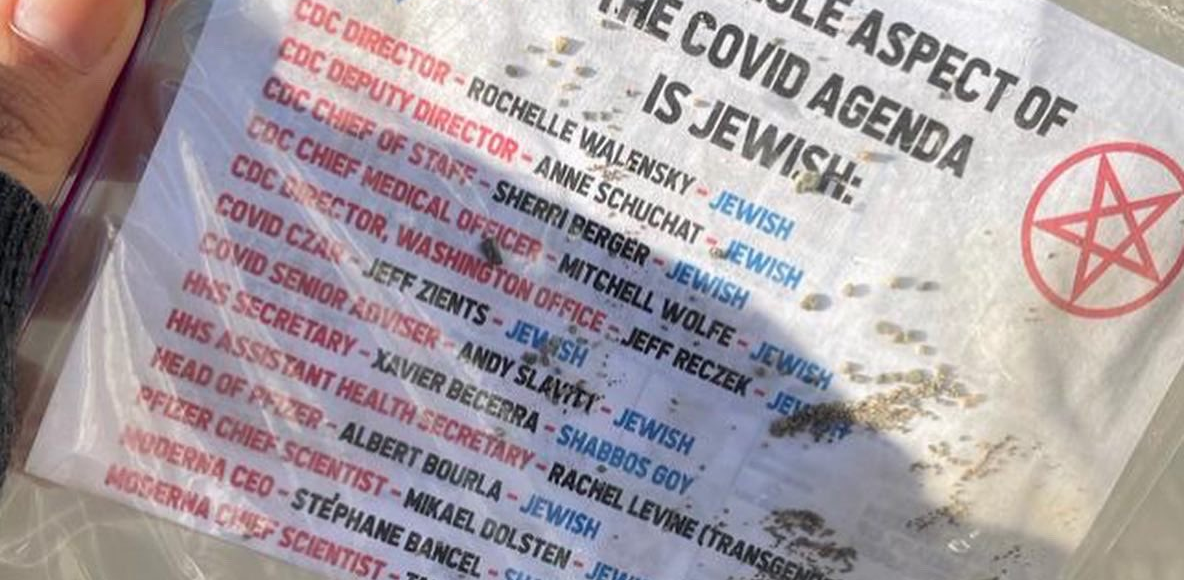 ASPECT OF
THE COVID AGENDA
IS JEWISH:
CDC DIRECTOR - ROCHELLE WALENSKY - JEWISH
CDC DEPUTY DIRECTOR - ANNE SCHUCHAT - JEWISH
CDC CHIEF OF STAFF - SHERRI BERGER - JEWISH
CDC CHIEF MEDICAL OFFICER - MITCHELL WOLFE - JEWISH
CDC DIRECTOR, WASHINGTON OFFICE - JEFF RECZEK - JEWISH
COVID CZAR - JEFF ZIENTS - JEWISH
COVID SENIOR ADVISER - ANDY SLAVITT - JEWISH
HHS SECRETARY - XAVIER BECERRA - SHABBOS GOY
HHS ASSISTANT HEALTH SECRETARY - RACHEL LEVINE
HEAD OF PFIZER - ALBERT BOURLA - JEWISH
PFIZER CHIEF SCIENTIST - MIKAEL DOLSTEN -
MODERNA CEO - STÉPHANE BANCEL -
MODERNA CHIEF SCIENTIST -